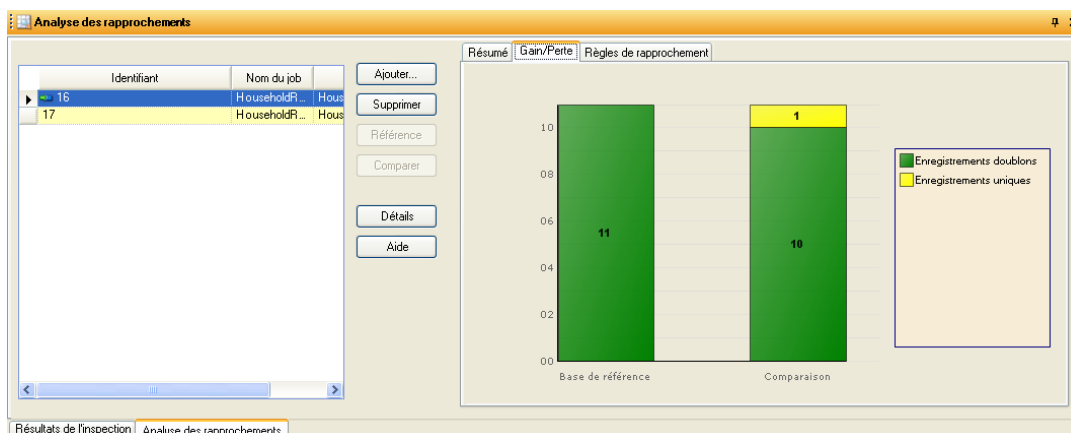 Analyse des rapprochements
Identifiant Nom du job
16 HouseholdR... Hous
17 HouseholdR... Hous
Ajouter...
Supprimer
Référence
Comparer
Détails
Aide
Résumé Gain/Perte Règles de rapprochement
10
08
06
04
02
00
11
1
10
Base de référence Comparaison
Enregistrements doublons
Enregistrements uniques
Résultats de l'inspection Analyse des rapprochements